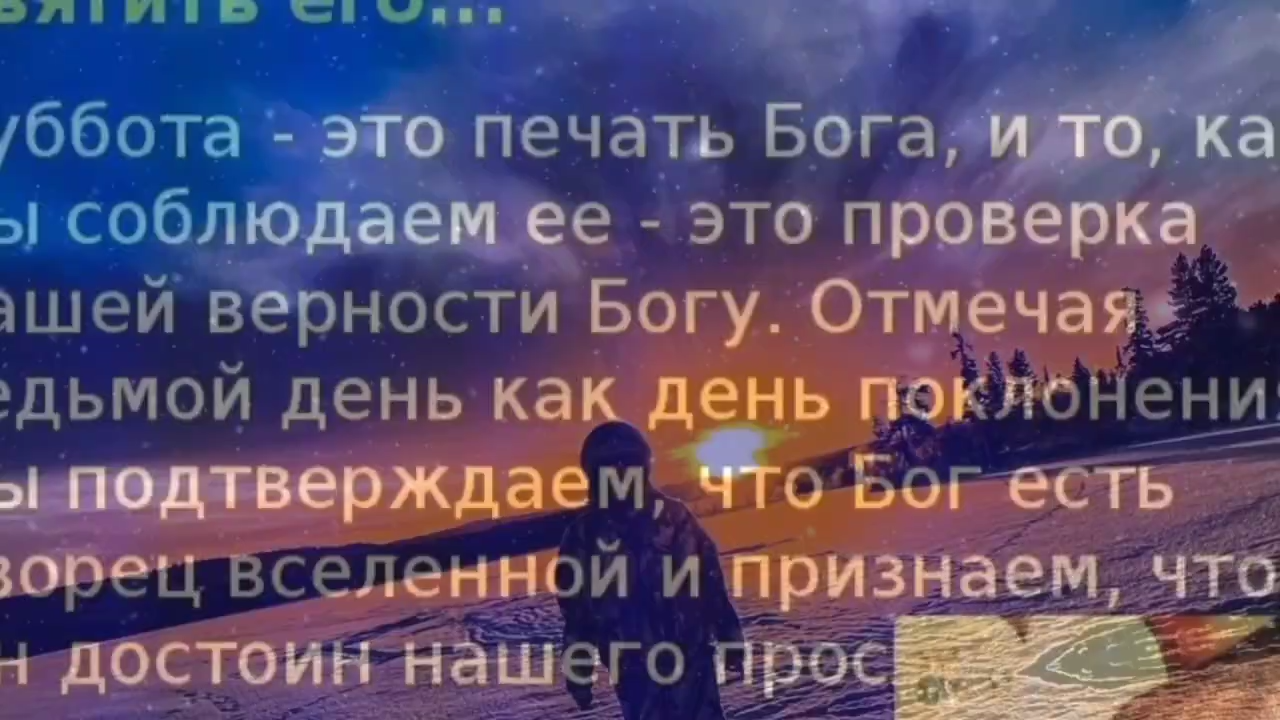 вятить его...
уббота - это печать Бога, и то, ка
ы соблюдаем ее - это проверка
ашей верности Богу. Отмечая
едьмой день как день поклонени
ы подтверждаем, что Бог есть
ворец вселенной и признаем, что
н достоин нашего прос